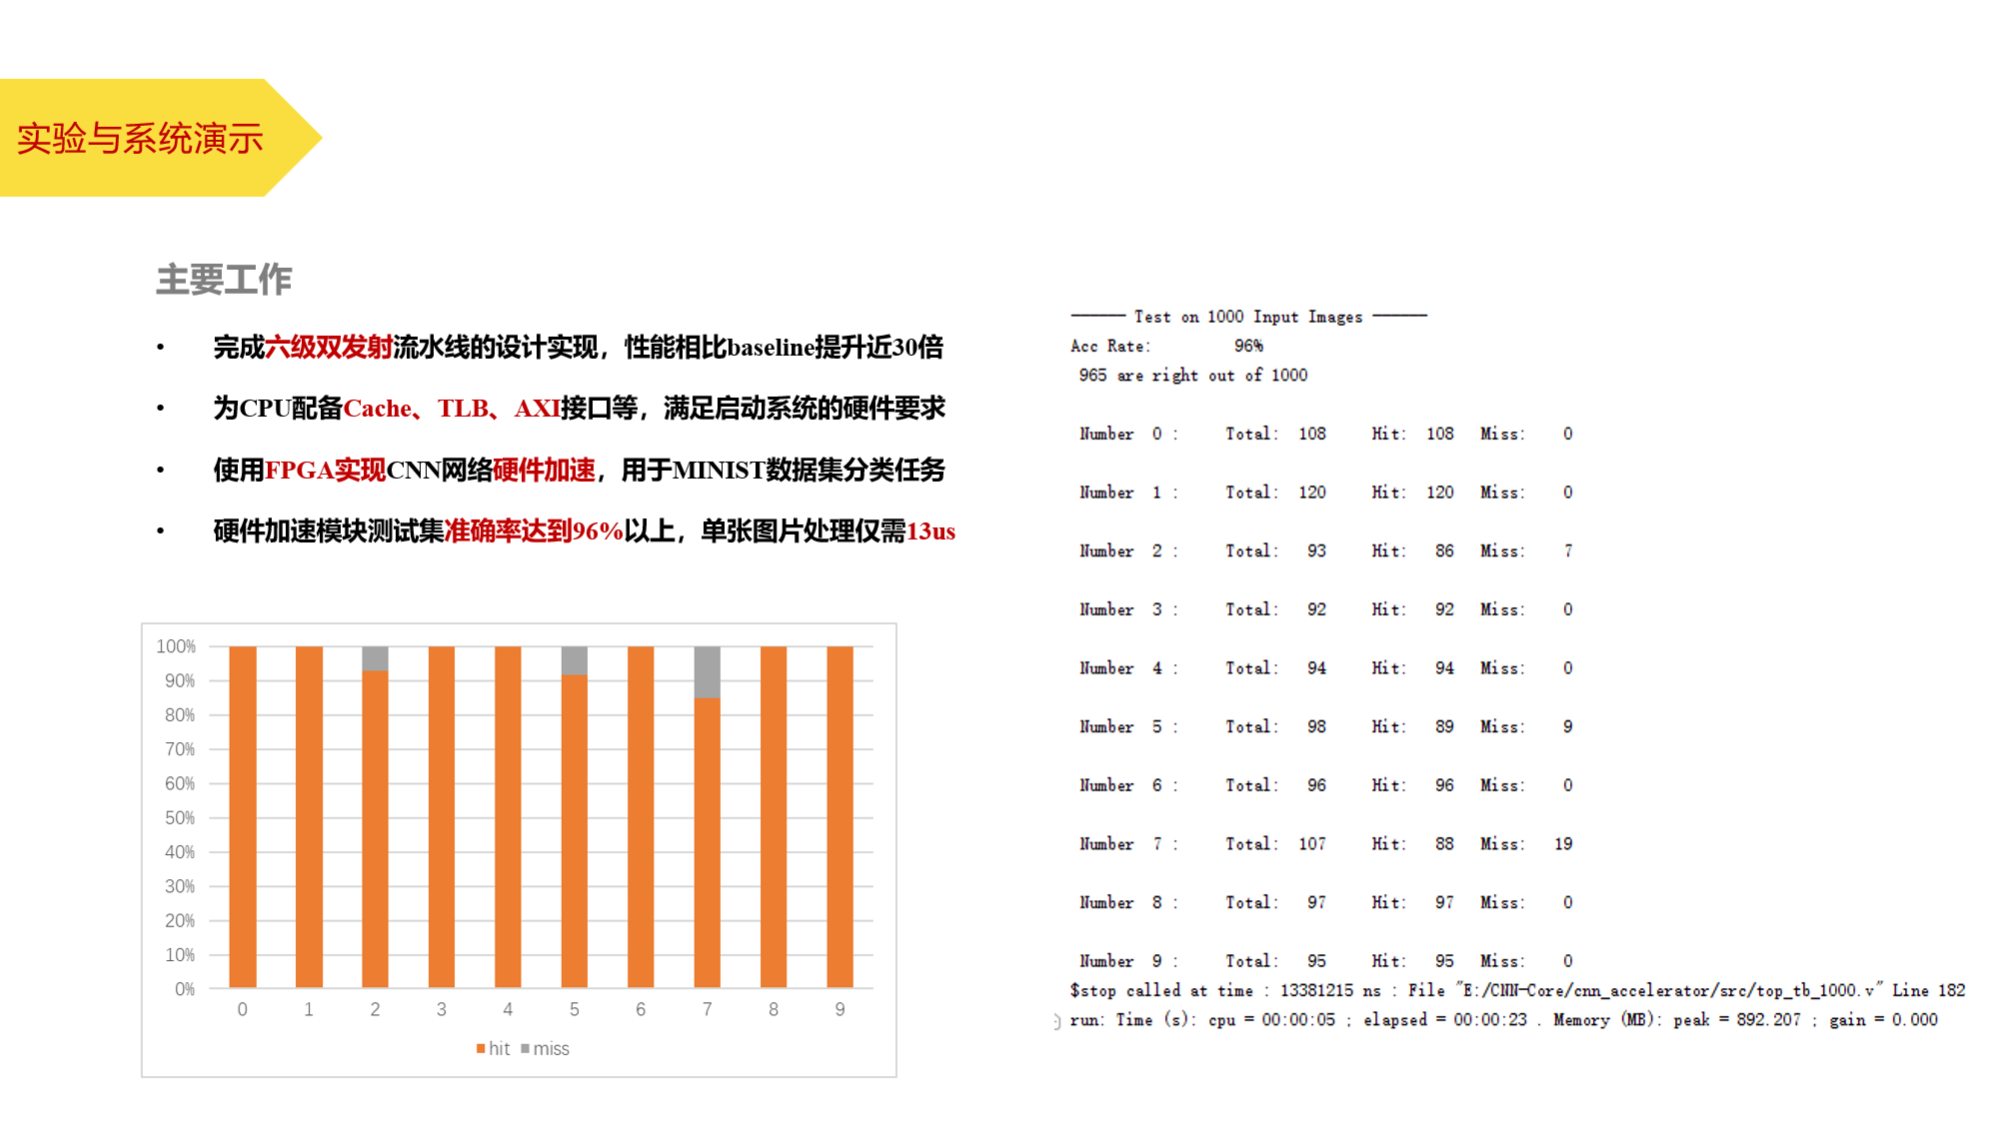 实验与系统演示
主要工作
• 完成六级双发射流水线的设计实现，性能相比baseline提升近30倍
• 为CPU配备Cache、TLB、AXI接口等，满足启动系统的硬件要求
• 使用FPGA实现CNN网络硬件加速，用于MINIST数据集分类任务
• 硬件加速模块测试集准确率达到96%以上，单张图片处理仅需13us
100%
90%
80%
70%
60%
50%
40%
30%
20%
10%
0%
0 1 2 3 4 5 6 7 8 9
hit miss
—————— Test on 1000 Input Images ——————
Acc Rate: 96%
965 are right out of 1000
Number 0 : Total: 108 Hit: 108 Miss: 0
Number 1 : Total: 120 Hit: 120 Miss: 0
Number 2 : Total: 93 Hit: 86 Miss: 7
Number 3 : Total: 92 Hit: 92 Miss: 0
Number 4 : Total: 94 Hit: 94 Miss: 0
Number 5 : Total: 98 Hit: 89 Miss: 9
Number 6 : Total: 96 Hit: 96 Miss: 0
Number 7 : Total: 107 Hit: 88 Miss: 19
Number 8 : Total: 97 Hit: 97 Miss: 0
Number 9 : Total: 95 Hit: 95 Miss: 0
$stop called at time : 13381215 ns : File "E:/CNN-Core/cnn_accelerator/src/top_tb_1000.v" Line 182
run: Time (s): cpu = 00:00:05 ; elapsed = 00:00:23 . Memory (MB): peak = 892.207 ; gain = 0.000